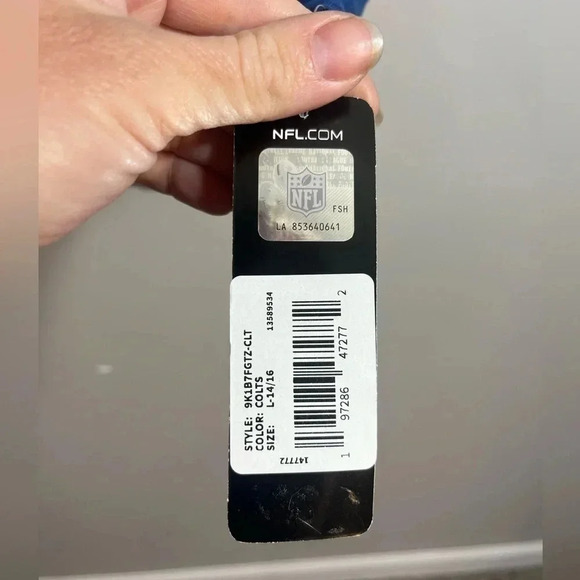 NFL.COM
NFL
FSH
LA 853640641
STYLE: 9K1B7FGTZ-CLT
COLOR: COLTS
SIZE: L-14/16
13589534
1 97286 47277 2
147772